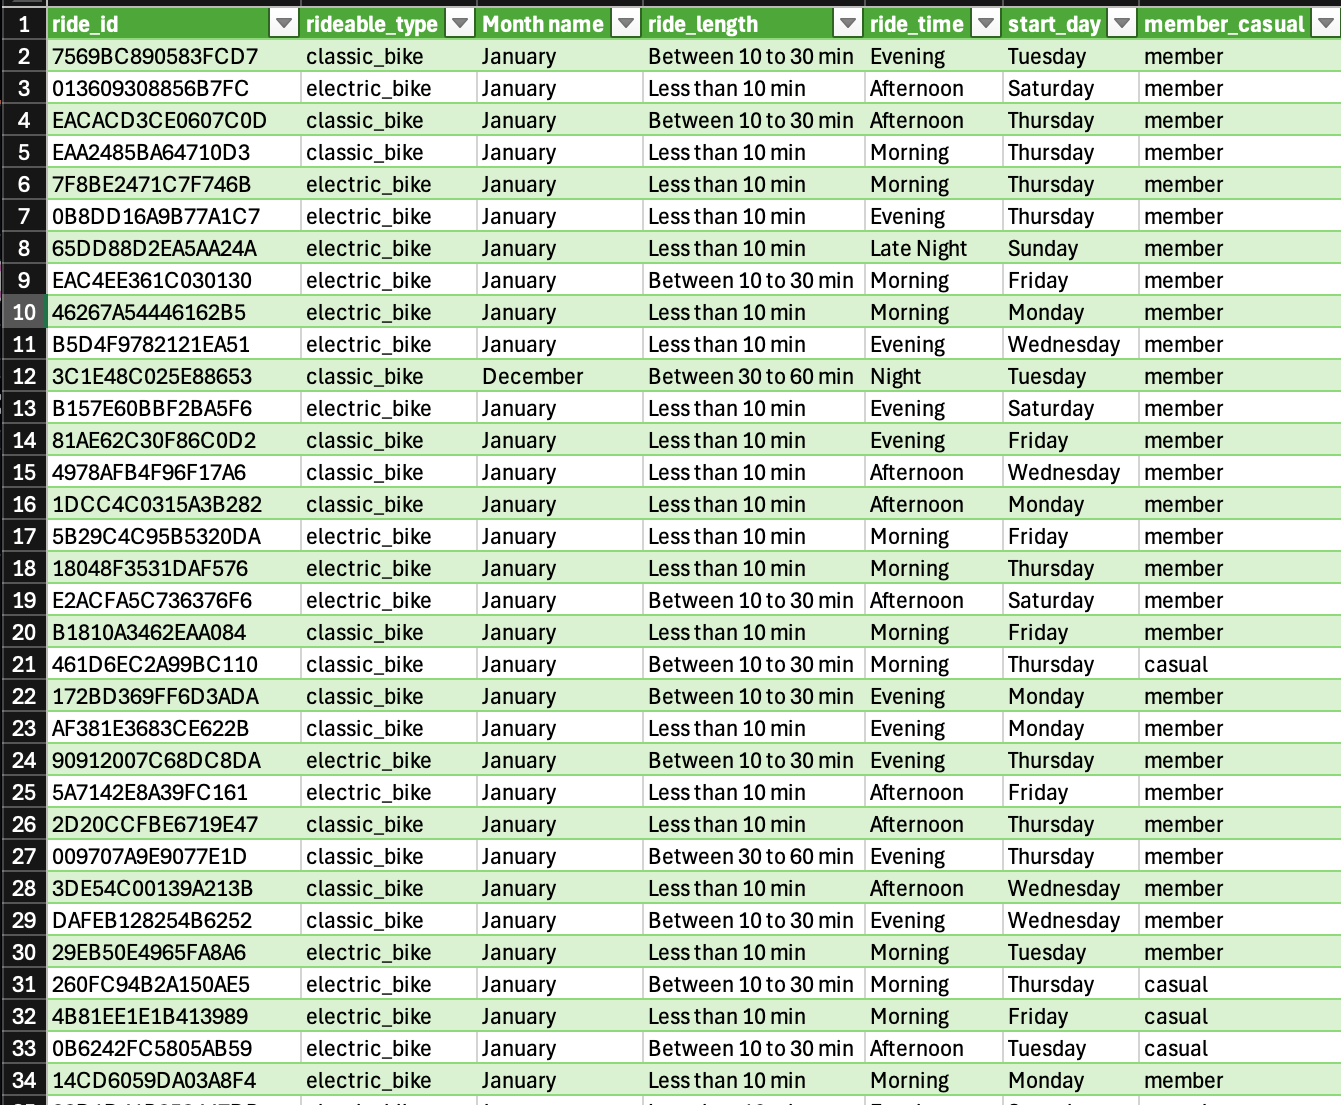 1 ride_id rideable_type Month name ride_length ride_time start_day member_casual
2 7569BC890583FCD7 classic_bike January Between 10 to 30 min Evening Tuesday member
3 013609308856B7FC electric_bike January Less than 10 min Afternoon Saturday member
4 EACACD3CE0607C0D classic_bike January Between 10 to 30 min Afternoon Thursday member
5 EAA2485BA64710D3 classic_bike January Less than 10 min Morning Thursday member
6 7F8BE2471C7F746B electric_bike January Less than 10 min Morning Thursday member
7 0B8DD16A9B77A1C7 electric_bike January Less than 10 min Evening Thursday member
8 65DD88D2EA5AA24A electric_bike January Less than 10 min Late Night Sunday member
9 EAC4EE361C030130 electric_bike January Between 10 to 30 min Morning Friday member
10 46267A54446162B5 electric_bike January Less than 10 min Morning Monday member
11 B5D4F9782121EA51 electric_bike January Less than 10 min Evening Wednesday member
12 3C1E48C025E88653 classic_bike December Between 30 to 60 min Night Tuesday member
13 B157E60BBF2BA5F6 electric_bike January Less than 10 min Evening Saturday member
14 81AE62C30F86C0D2 classic_bike January Less than 10 min Evening Friday member
15 4978AFB4F96F17A6 classic_bike January Less than 10 min Afternoon Wednesday member
16 1DCC4C0315A3B282 classic_bike January Less than 10 min Afternoon Monday member
17 5B29C4C95B5320DA electric_bike January Less than 10 min Morning Friday member
18 18048F3531DAF576 electric_bike January Less than 10 min Morning Thursday member
19 E2ACFA5C736376F6 electric_bike January Between 10 to 30 min Afternoon Saturday member
20 B1810A3462EAA084 classic_bike January Less than 10 min Morning Friday member
21 461D6EC2A99BC110 classic_bike January Between 10 to 30 min Morning Thursday casual
22 172BD369FF6D3ADA classic_bike January Between 10 to 30 min Evening Monday member
23 AF381E3683CE622B classic_bike January Less than 10 min Evening Monday member
24 90912007C68DC8DA electric_bike January Between 10 to 30 min Evening Thursday member
25 5A7142E8A39FC161 electric_bike January Less than 10 min Afternoon Friday member
26 2D20CCFBE6719E47 classic_bike January Less than 10 min Afternoon Thursday member
27 009707A9E9077E1D classic_bike January Between 30 to 60 min Evening Thursday member
28 3DE54C00139A213B classic_bike January Less than 10 min Afternoon Wednesday member
29 DAFEB128254B6252 classic_bike January Between 10 to 30 min Evening Wednesday member
30 29EB50E4965FA8A6 electric_bike January Less than 10 min Morning Tuesday member
31 260FC94B2A150AE5 electric_bike January Between 10 to 30 min Morning Thursday casual
32 4B81EE1E1B413989 electric_bike January Less than 10 min Morning Friday casual
33 0B6242FC5805AB59 electric_bike January Between 10 to 30 min Afternoon Tuesday casual
34 14CD6059DA03A8F4 electric_bike January Less than 10 min Morning Monday member